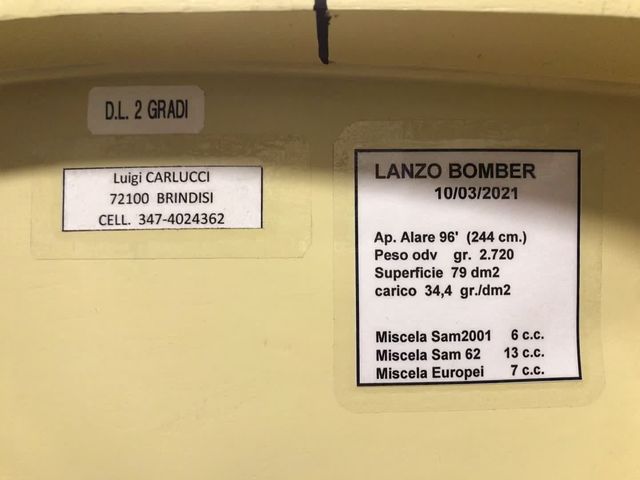 D.L. 2 GRADI
Luigi CARLUCCI
72100 BRINDISI
CELL. 347-4024362
LANZO BOMBER
10/03/2021
Ap. Alare 96' (244 cm.)
Peso odv gr. 2.720
Superficie 79 dm2
carico 34,4 gr./dm2
Miscela Sam2001 6 c.c.
Miscela Sam 62 13 c.c.
Miscela Europei 7 c.c.